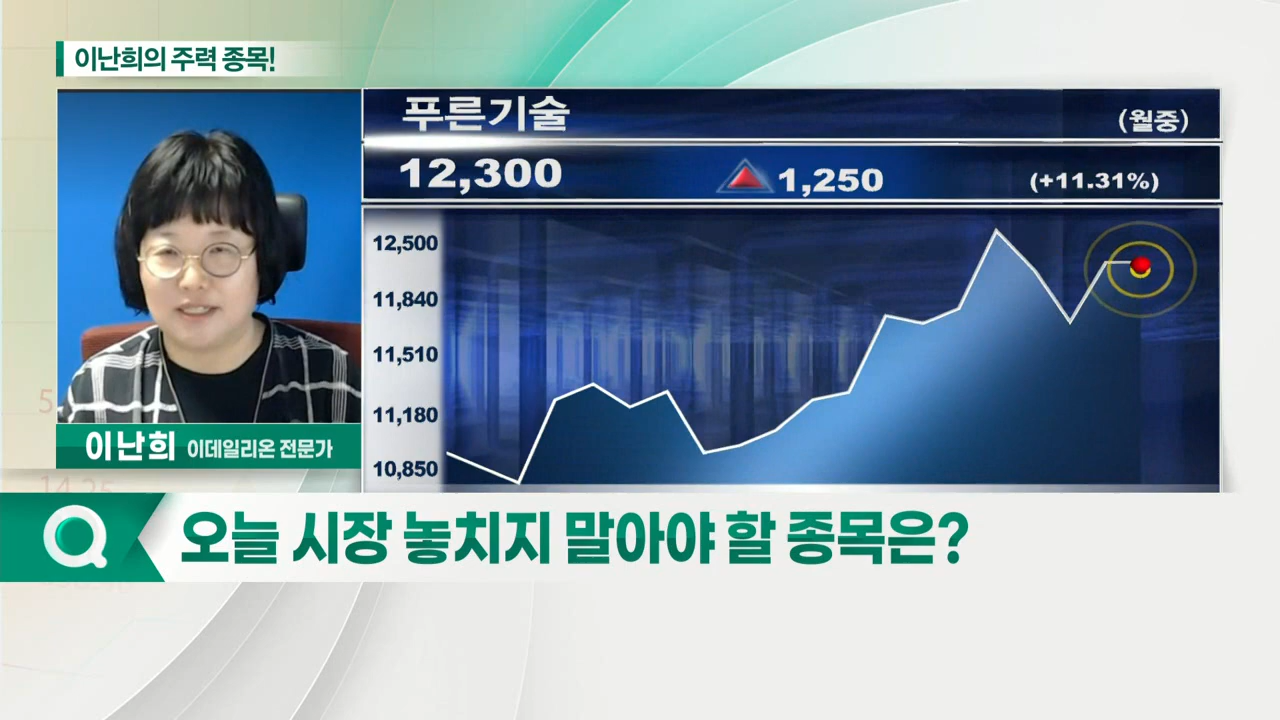 이난희의 주력 종목!
푸른기술
(월중)
12,300 ▲ 1,250 (+11.31%)
12,500
11,840
11,510
11,180
10,850
이난희 이데일리온 전문가
Q 오늘 시장 놓치지 말아야 할 종목은?